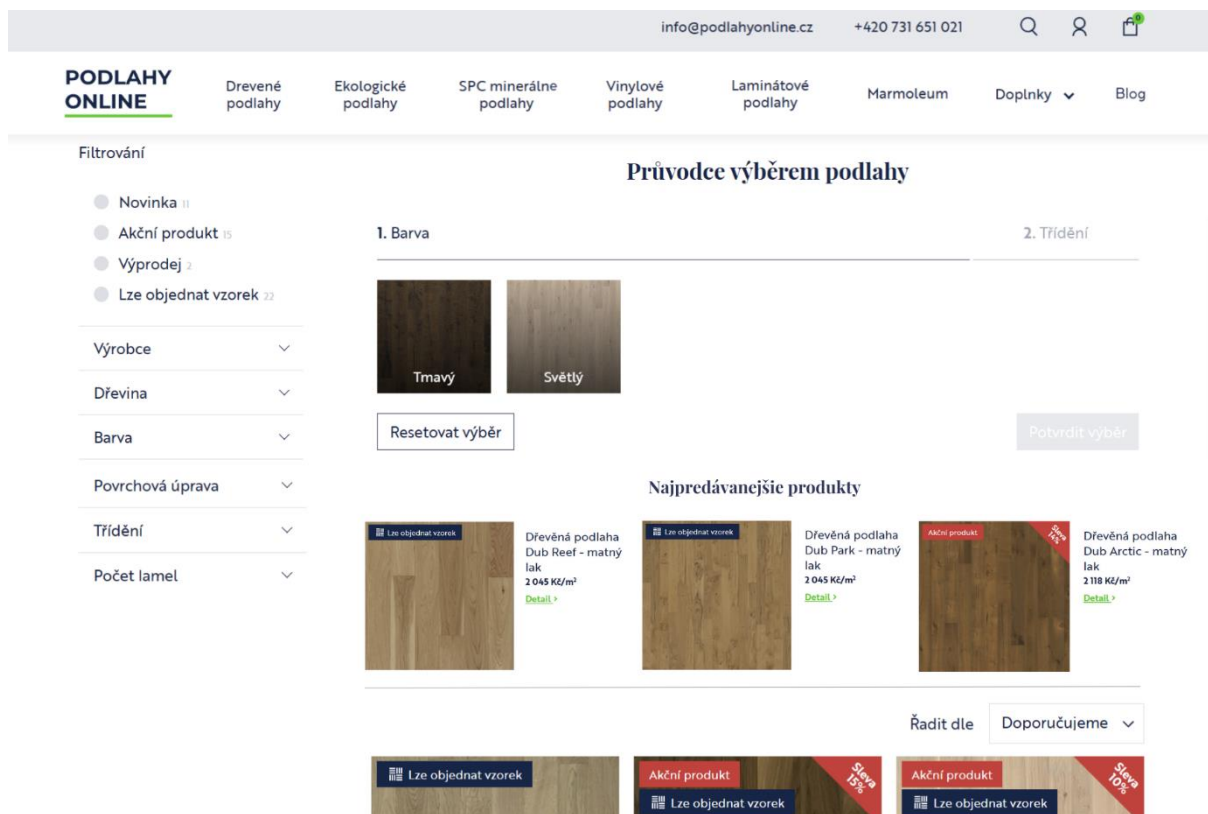 info@podlahyonline.cz +420 731 651 021 0
PODLAHY
ONLINE
Drevené
podlahy
Ekologické
podlahy
SPC minerálne
podlahy
Vinylové
podlahy
Laminátové
podlahy
Marmoleum
Doplnky
Blog
Filtrování
Novinka 11
Akční produkt 15
Výprodej 2
Lze objednat vzorek 22
Výrobce
Dřevina
Barva
Povrchová úprava
Třídění
Počet lamel
Průvodce výběrem podlahy
1. Barva
2. Třídění
Tmavý
Světlý
Resetovat výběr
Potvrdit výběr
Najpredávanejšie produkty
Lze objednat vzorek
Dřevěná podlaha
Dub Reef - matný
lak
2 045 Kč/m²
Detail >
Lze objednat vzorek
Dřevěná podlaha
Dub Park - matný
lak
2 045 Kč/m²
Detail >
Akční produkt
Sleva
14%
Dřevěná podlaha
Dub Arctic - matný
lak
2 118 Kč/m²
Detail >
Řadit dle
Doporučujeme
Lze objednat vzorek
Akční produkt
Sleva
15%
Lze objednat vzorek
Akční produkt
Sleva
10%
Lze objednat vzorek